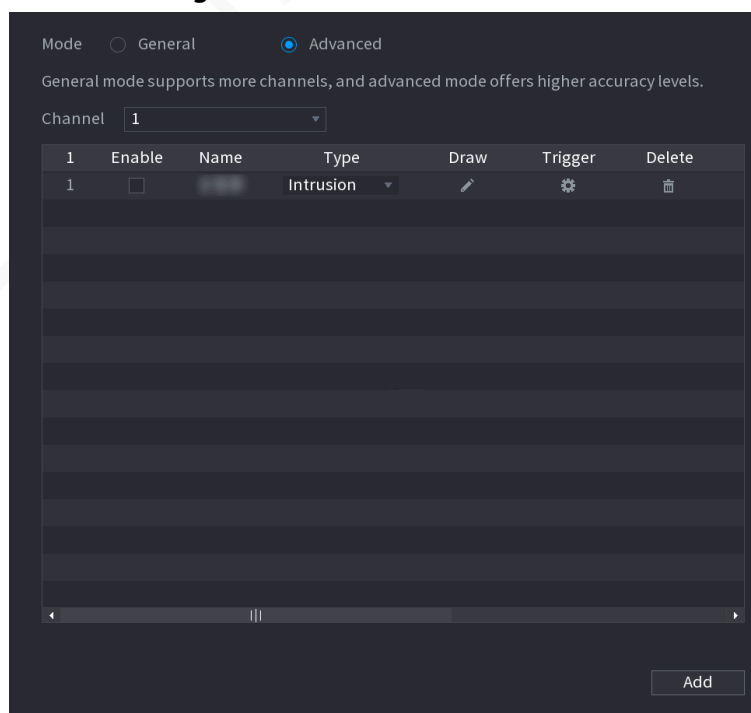 Mode General Advanced
General mode supports more channels, and advanced mode offers higher accuracy levels.
Channel 1
1 Enable Name Type Draw Trigger Delete
1 Intrusion
Add